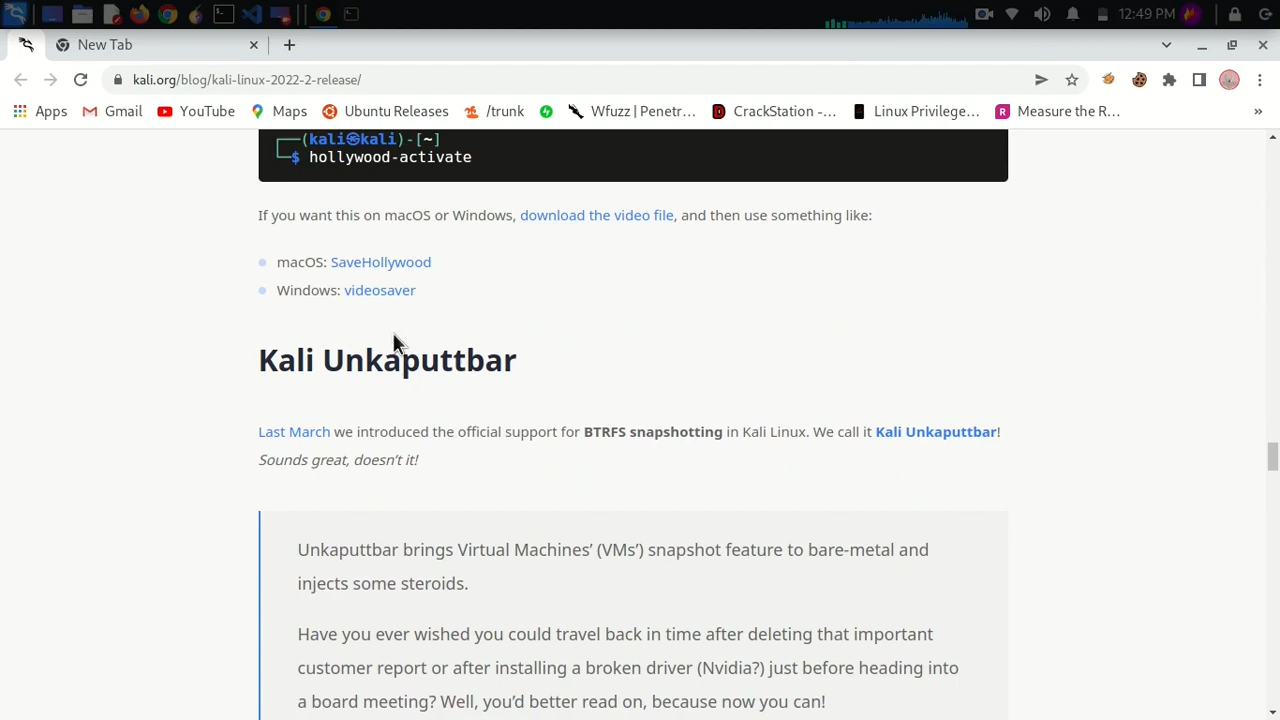 12:49 PM
New Tab
kali.org/blog/kali-linux-2022-2-release/
Apps Gmail YouTube Maps Ubuntu Releases /trunk Wfuzz | Penetr... CrackStation -... Linux Privilege... Measure the R... »
┌──(kali㉿kali)-[~]
└─$ hollywood-activate
If you want this on macOS or Windows, download the video file, and then use something like:
macOS: SaveHollywood
Windows: videosaver
Kali Unkaputtbar
Last March we introduced the official support for BTRFS snapshotting in Kali Linux. We call it Kali Unkaputtbar!
Sounds great, doesn’t it!
Unkaputtbar brings Virtual Machines’ (VMs’) snapshot feature to bare-metal and
injects some steroids.
Have you ever wished you could travel back in time after deleting that important
customer report or after installing a broken driver (Nvidia?) just before heading into
a board meeting? Well, you’d better read on, because now you can!